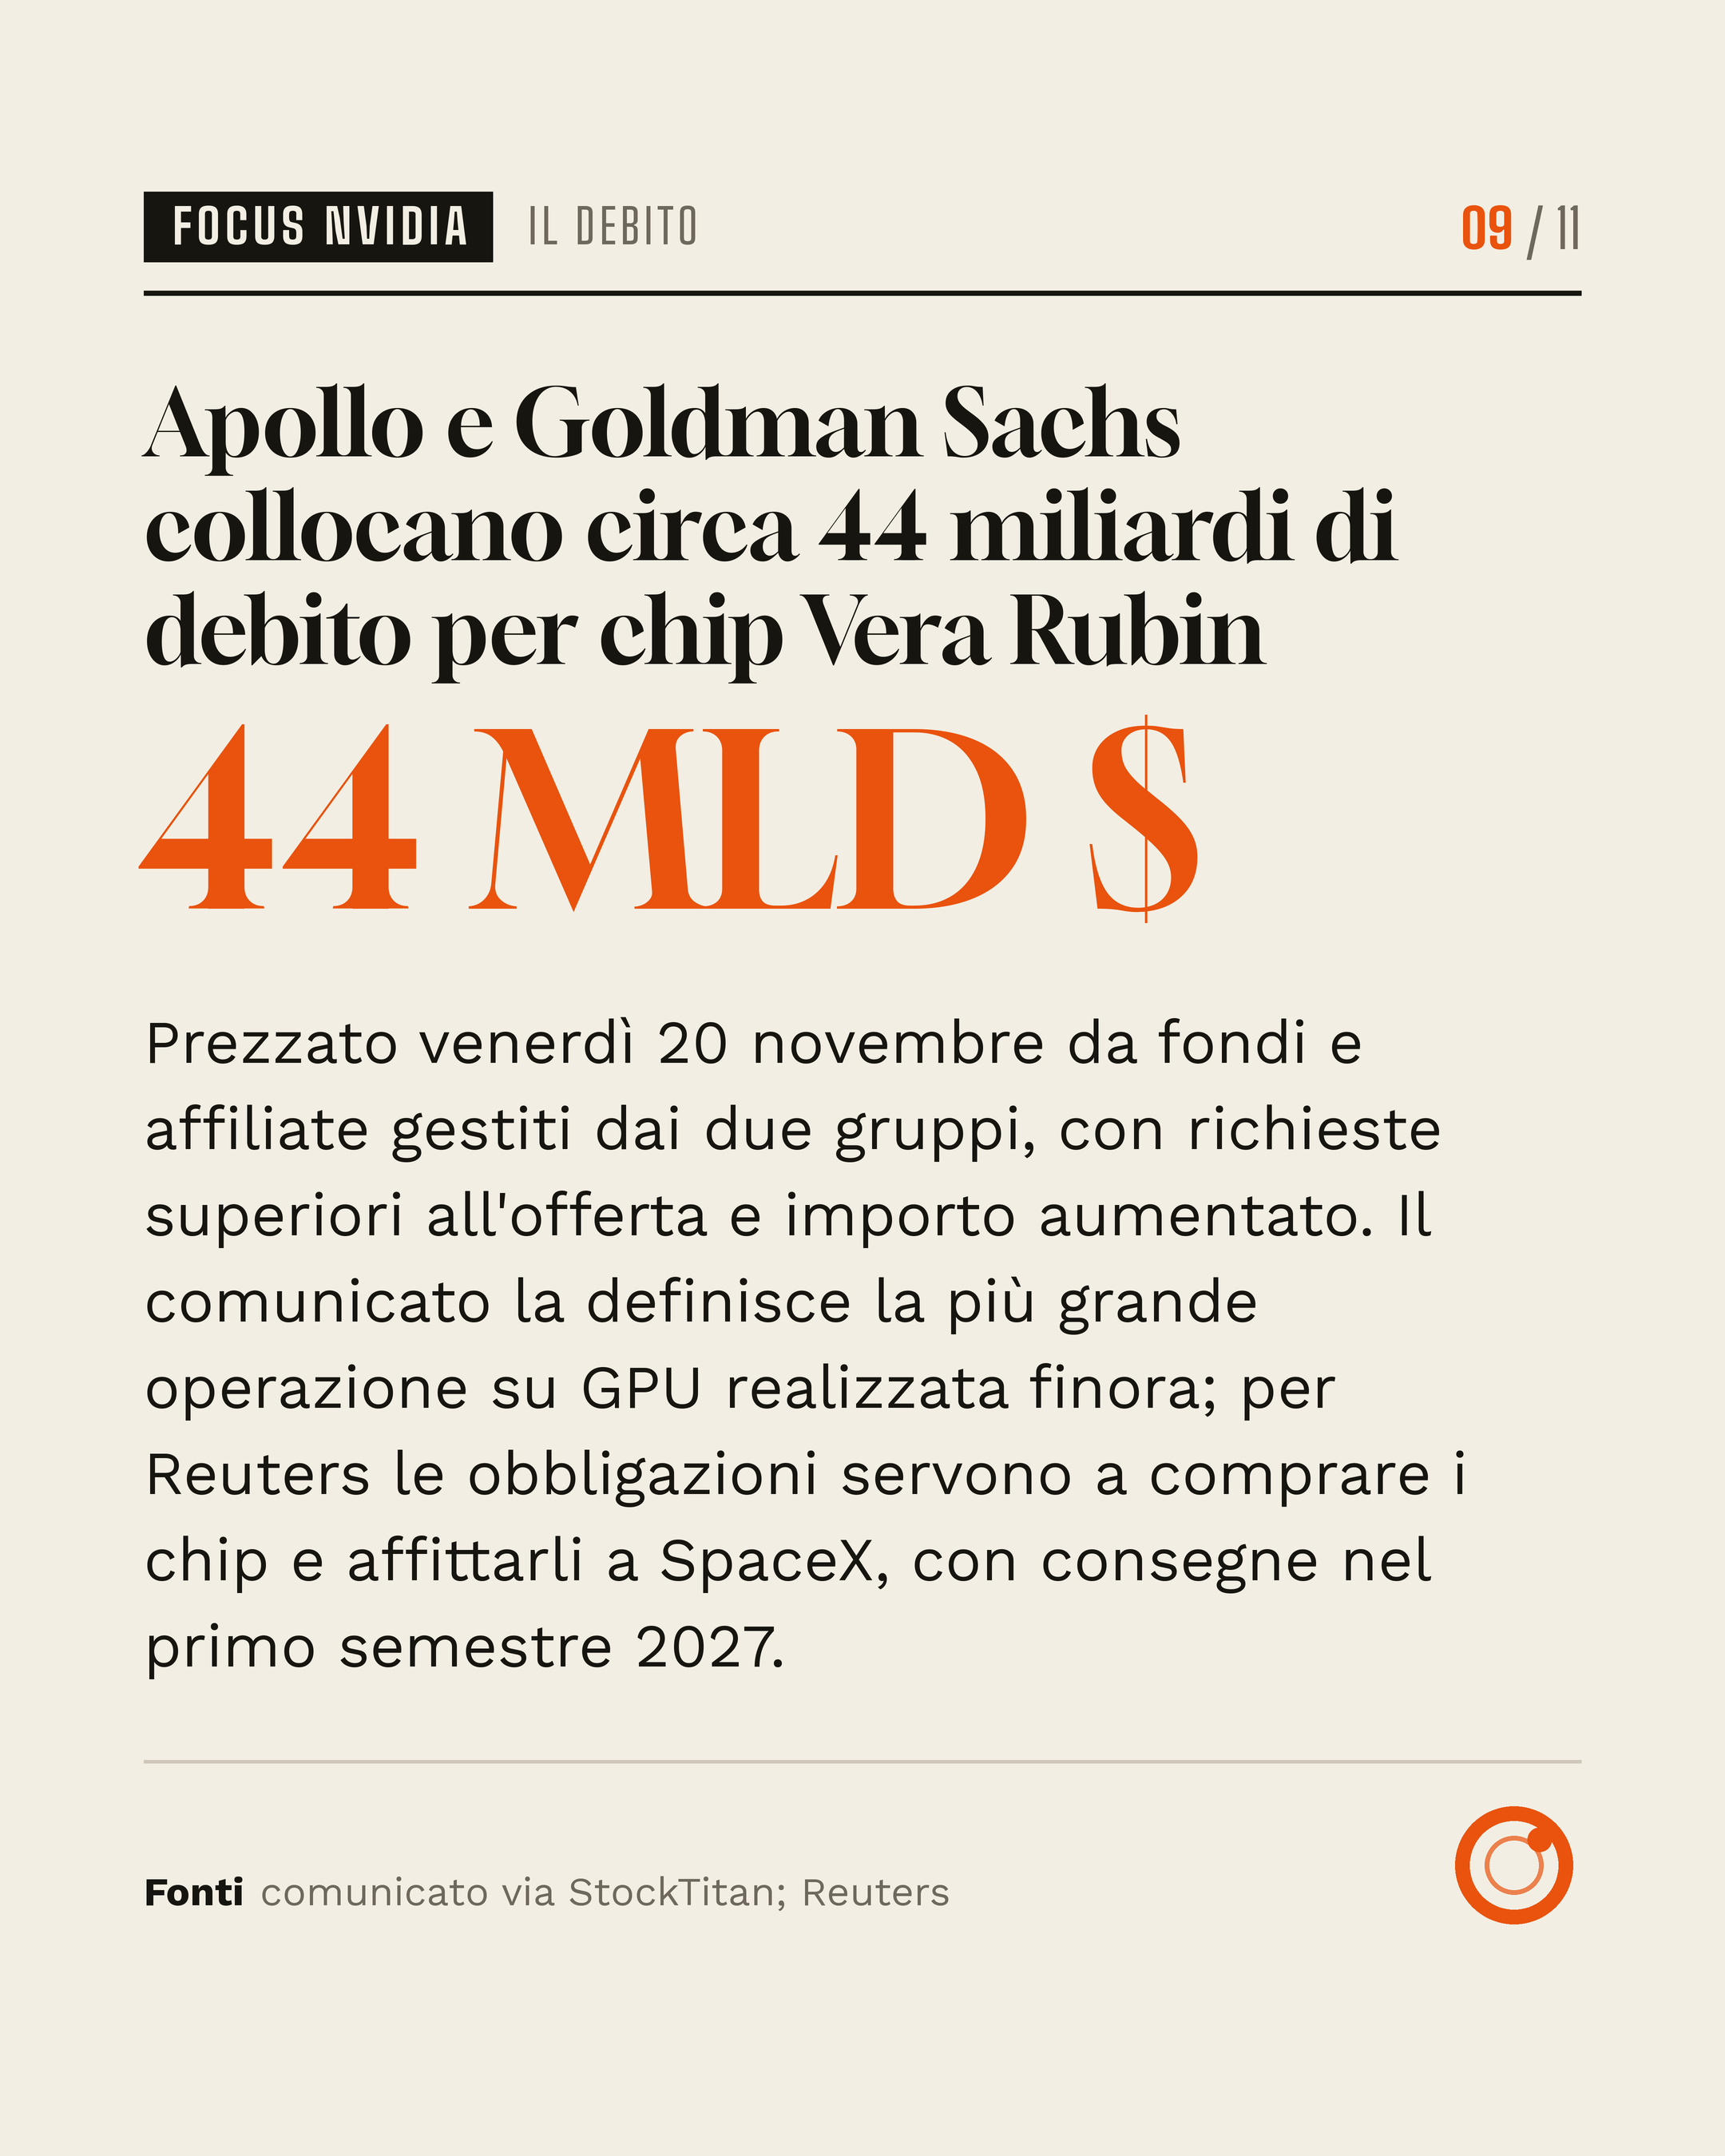 FOCUS NVIDIA IL DEBITO 09 / 11
Apollo e Goldman Sachs
collocano circa 44 miliardi di
debito per chip Vera Rubin
44 MLD $
Prezzato venerdì 20 novembre da fondi e
affiliate gestiti dai due gruppi, con richieste
superiori all'offerta e importo aumentato. Il
comunicato la definisce la più grande
operazione su GPU realizzata finora; per
Reuters le obbligazioni servono a comprare i
chip e affittarli a SpaceX, con consegne nel
primo semestre 2027.
Fonti comunicato via StockTitan; Reuters